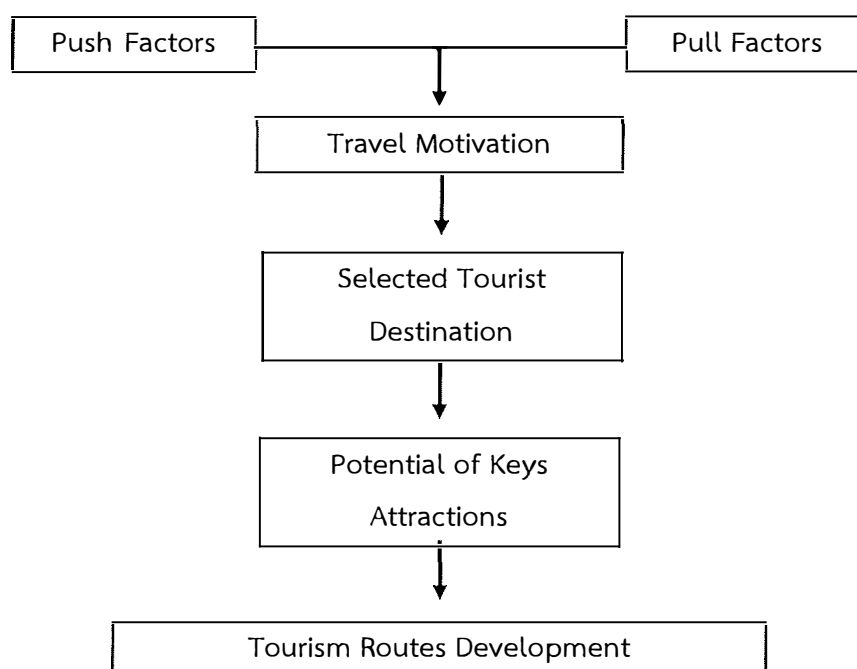 Push Factors
Pull Factors
Travel Motivation
Selected Tourist
Destination
Potential of Keys
Attractions
Tourism Routes Development